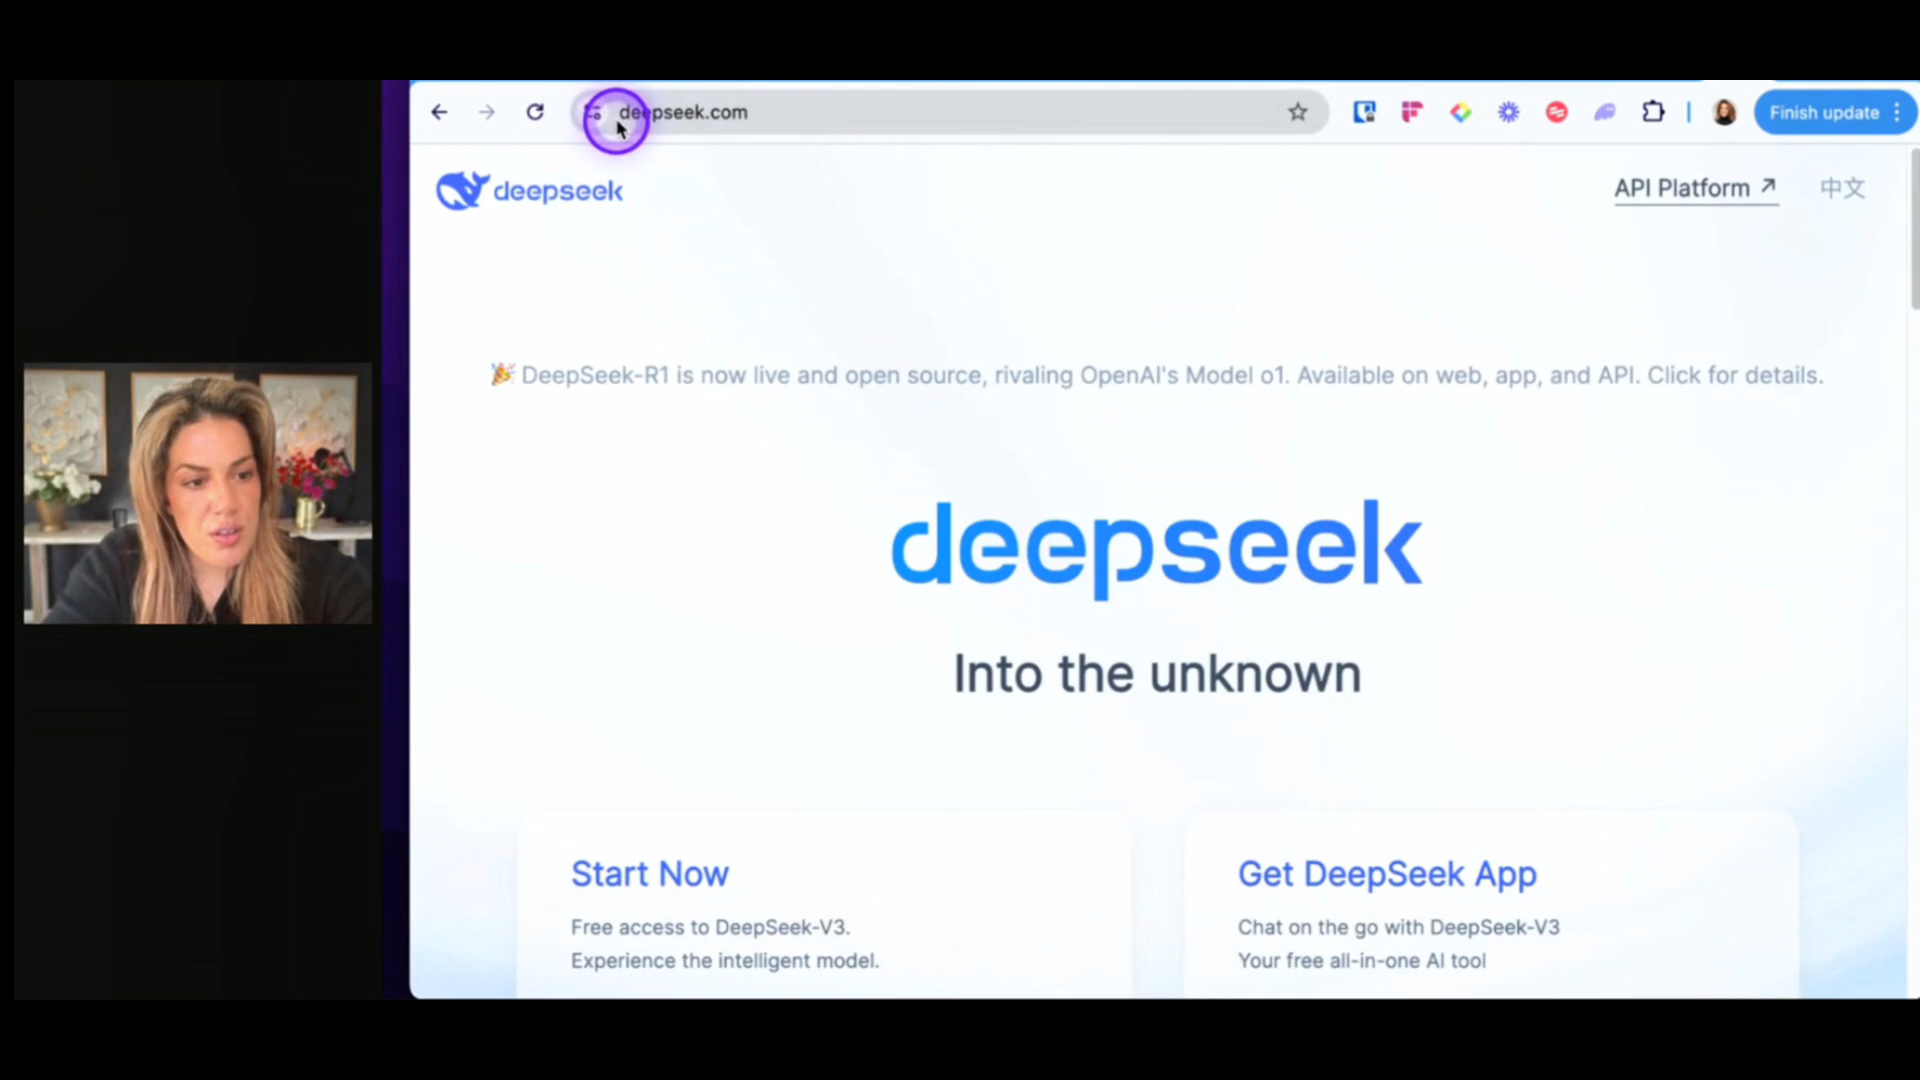 deepseek.com
Finish update
deepseek
API Platform ↗
中文
🎉 DeepSeek-R1 is now live and open source, rivaling OpenAI's Model o1. Available on web, app, and API. Click for details.
deepseek
Into the unknown
Start Now
Free access to DeepSeek-V3.
Experience the intelligent model.
Get DeepSeek App
Chat on the go with DeepSeek-V3
Your free all-in-one AI tool